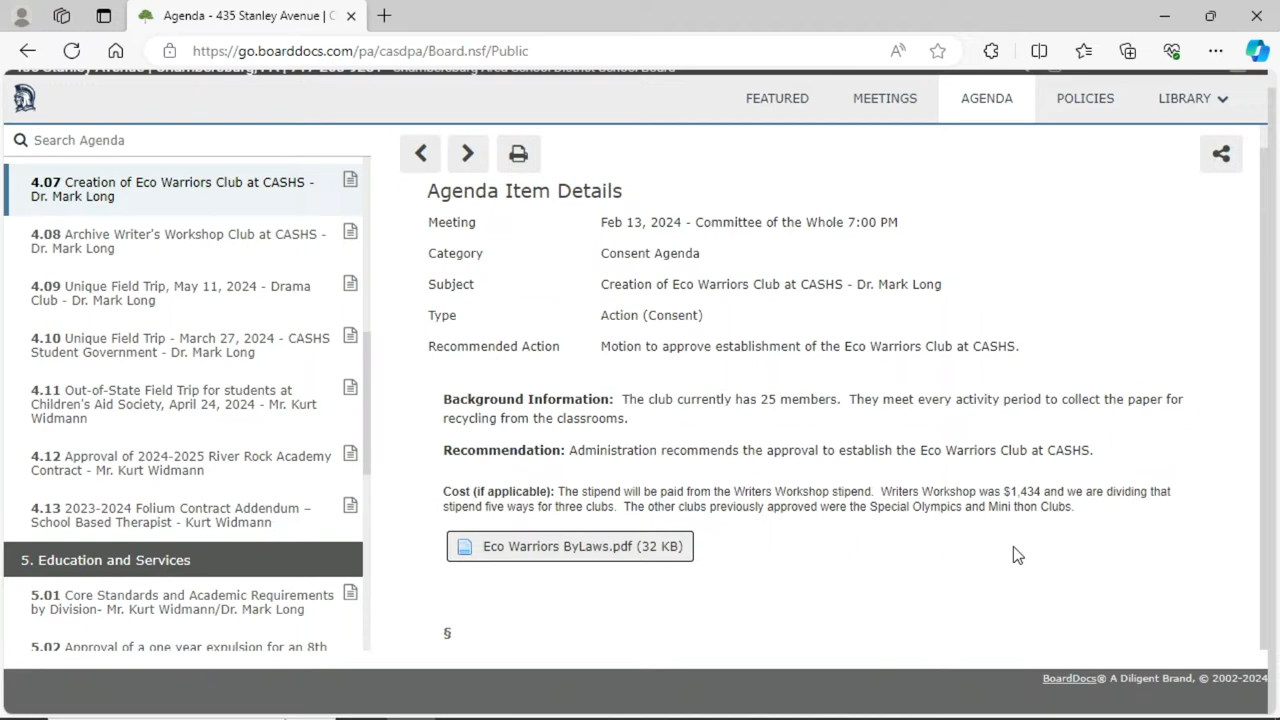 Agenda - 435 Stanley Avenue | C
https://go.boarddocs.com/pa/casdpa/Board.nsf/Public
FEATURED
MEETINGS
AGENDA
POLICIES
LIBRARY
Search Agenda
4.07 Creation of Eco Warriors Club at CASHS -
Dr. Mark Long
4.08 Archive Writer's Workshop Club at CASHS -
Dr. Mark Long
4.09 Unique Field Trip, May 11, 2024 - Drama
Club - Dr. Mark Long
4.10 Unique Field Trip - March 27, 2024 - CASHS
Student Government - Dr. Mark Long
4.11 Out-of-State Field Trip for students at
Children's Aid Society, April 24, 2024 - Mr. Kurt
Widmann
4.12 Approval of 2024-2025 River Rock Academy
Contract - Mr. Kurt Widmann
4.13 2023-2024 Folium Contract Addendum –
School Based Therapist - Kurt Widmann
5. Education and Services
5.01 Core Standards and Academic Requirements
by Division- Mr. Kurt Widmann/Dr. Mark Long
5.02 Approval of a one year expulsion for an 8th
Agenda Item Details
Meeting Feb 13, 2024 - Committee of the Whole 7:00 PM
Category Consent Agenda
Subject Creation of Eco Warriors Club at CASHS - Dr. Mark Long
Type Action (Consent)
Recommended Action Motion to approve establishment of the Eco Warriors Club at CASHS.
Background Information: The club currently has 25 members. They meet every activity period to collect the paper for
recycling from the classrooms.
Recommendation: Administration recommends the approval to establish the Eco Warriors Club at CASHS.
Cost (if applicable): The stipend will be paid from the Writers Workshop stipend. Writers Workshop was $1,434 and we are dividing that
stipend five ways for three clubs. The other clubs previously approved were the Special Olympics and Mini thon Clubs.
Eco Warriors ByLaws.pdf (32 KB)
§
BoardDocs® A Diligent Brand, © 2002-2024